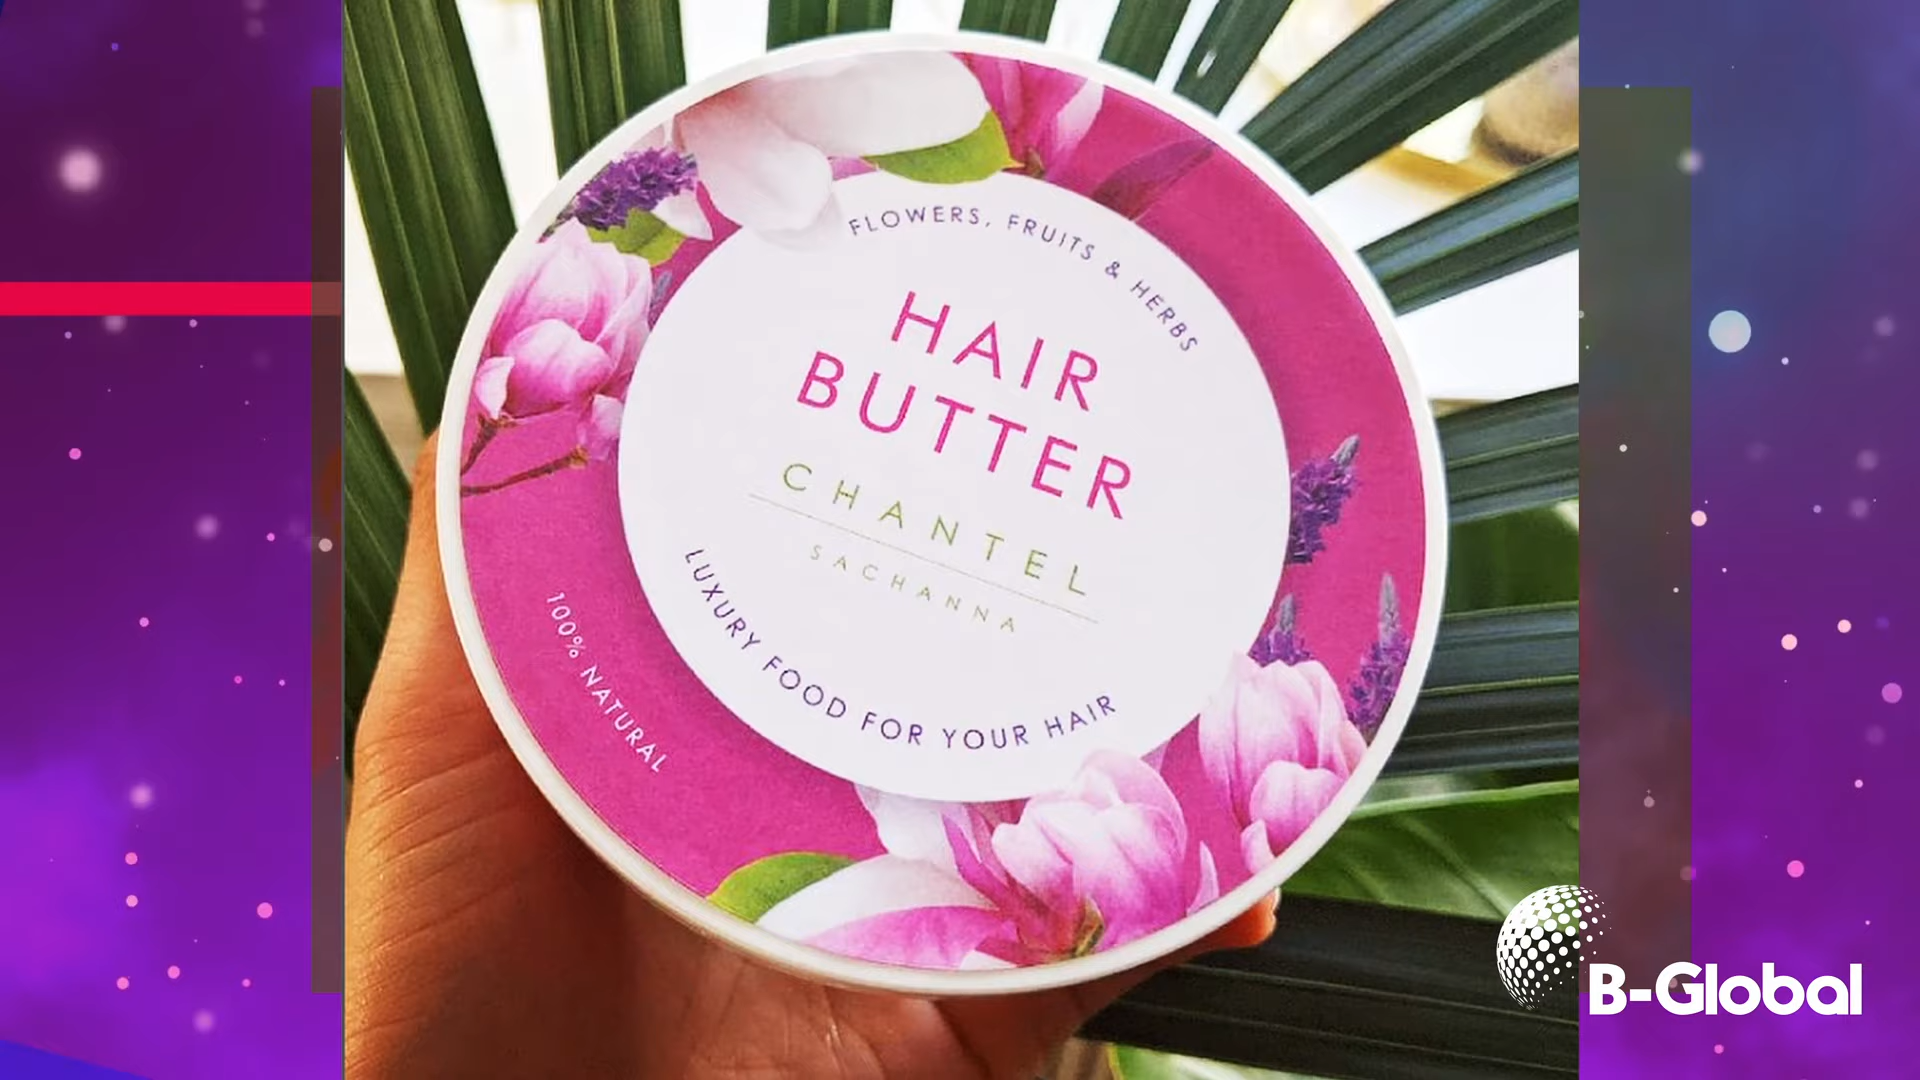 FLOWERS, FRUITS & HERBS
HAIR
BUTTER
CHANTEL
SACHANNA
LUXURY FOOD FOR YOUR HAIR
100% NATURAL
B-Global